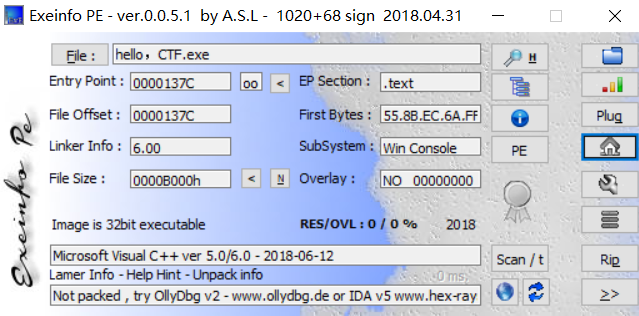 Exeinfo PE - ver.0.0.5.1 by A.S.L - 1020+68 sign 2018.04.31
File : hello，CTF.exe H
Entry Point : 0000137C oo < EP Section : .text
File Offset : 0000137C First Bytes : 55.8B.EC.6A.FF Plug
Linker Info : 6.00 SubSystem : Win Console PE
File Size : 0000B000h < N Overlay : NO 00000000
Image is 32bit executable RES/OVL : 0 / 0 % 2018
Microsoft Visual C++ ver 5.0/6.0 - 2018-06-12 Scan / t Rip
Lamer Info - Help Hint - Unpack info 0 ms.
Not packed , try OllyDbg v2 - www.ollydbg.de or IDA v5 www.hex-ray >>
Exeinfo Pe